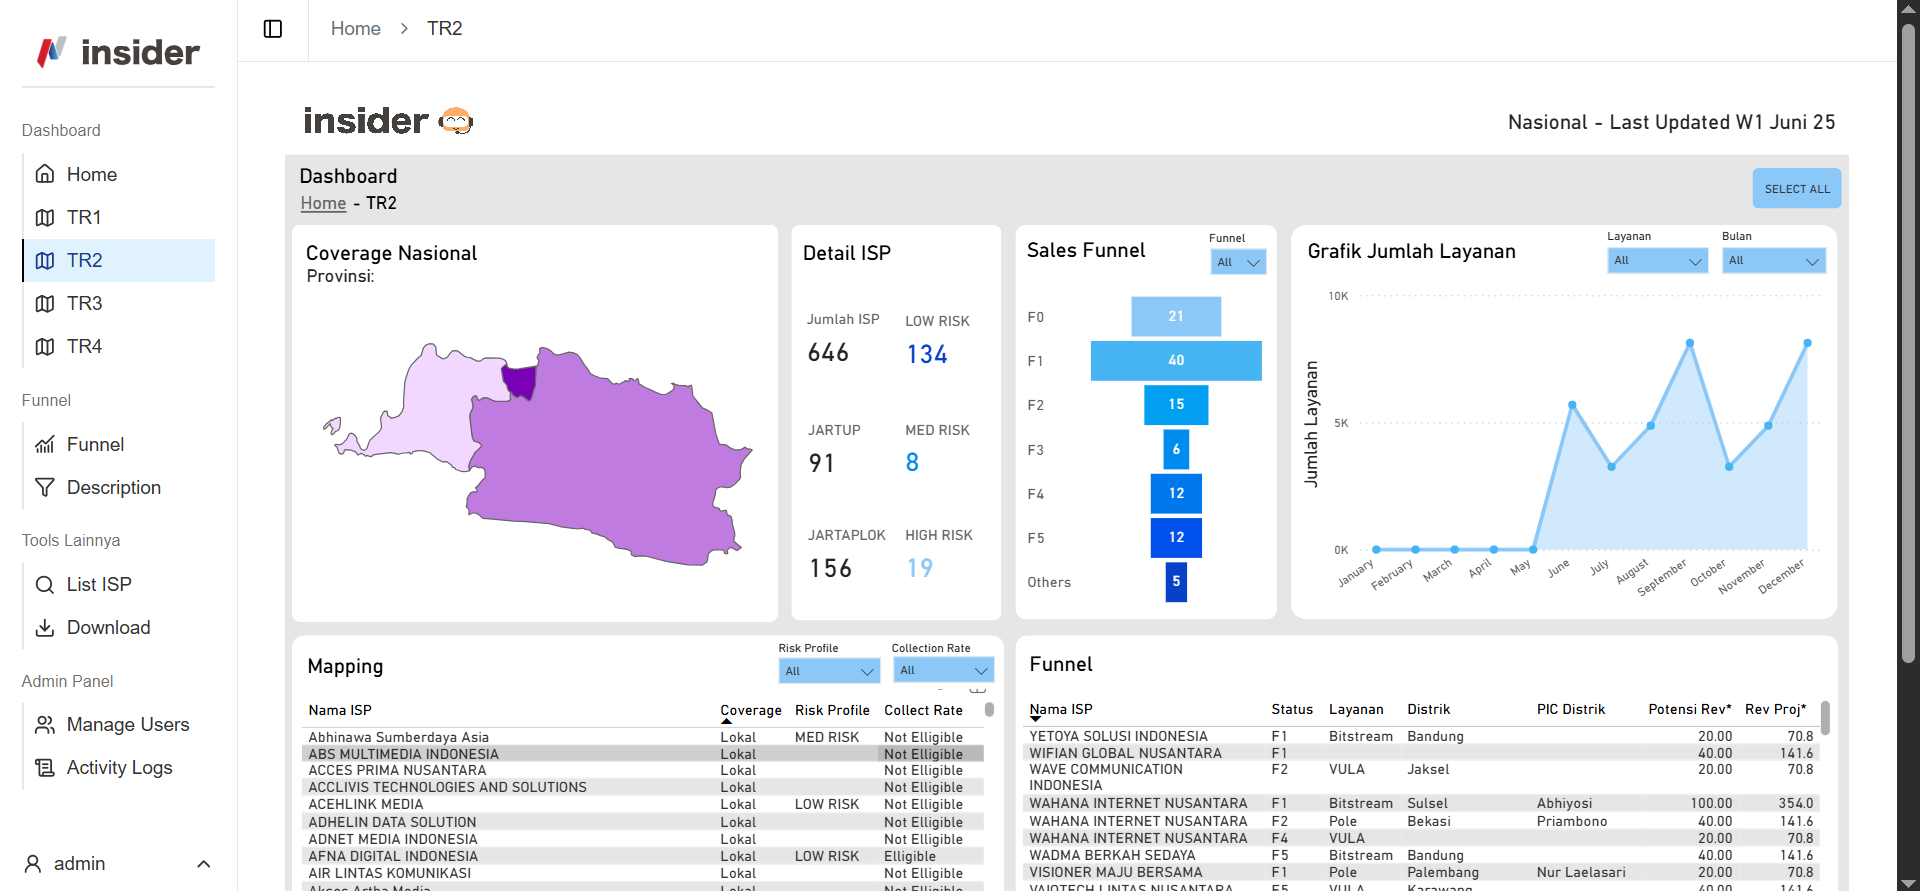 insider
Dashboard
Home
TR1
TR2
TR3
TR4
Funnel
Funnel
Description
Tools Lainnya
List ISP
Download
Admin Panel
Manage Users
Activity Logs
admin
Home > TR2
insider
Nasional - Last Updated W1 Juni 25
Dashboard
Home - TR2
SELECT ALL
Coverage Nasional
Provinsi:
Detail ISP
Jumlah ISP LOW RISK
646 134
JARTUP MED RISK
91 8
JARTAPLOK HIGH RISK
156 19
Sales Funnel
Funnel
All
F0 21
F1 40
F2 15
F3 6
F4 12
F5 12
Others 5
Grafik Jumlah Layanan
Layanan
All
Bulan
All
Jumlah Layanan
10K
5K
0K
January February March April May June July August September October November December
Mapping
Risk Profile
All
Collection Rate
All
Nama ISP Coverage Risk Profile Collect Rate
Abhinawa Sumberdaya Asia Lokal MED RISK Not Elligible
ABS MULTIMEDIA INDONESIA Lokal Not Elligible
ACCES PRIMA NUSANTARA Lokal Not Elligible
ACCLIVIS TECHNOLOGIES AND SOLUTIONS Lokal Not Elligible
ACEHLINK MEDIA Lokal LOW RISK Not Elligible
ADHELIN DATA SOLUTION Lokal Not Elligible
ADNET MEDIA INDONESIA Lokal Not Elligible
AFNA DIGITAL INDONESIA Lokal LOW RISK Elligible
AIR LINTAS KOMUNIKASI Lokal Not Elligible
Akses Artha Media Lokal Not Elligible
Funnel
Nama ISP Status Layanan Distrik PIC Distrik Potensi Rev* Rev Proj*
YETOYA SOLUSI INDONESIA F1 Bitstream Bandung 20.00 70.8
WIFIAN GLOBAL NUSANTARA F1 40.00 141.6
WAVE COMMUNICATION F2 VULA Jaksel 20.00 70.8
INDONESIA
WAHANA INTERNET NUSANTARA F1 Bitstream Sulsel Abhiyosi 100.00 354.0
WAHANA INTERNET NUSANTARA F2 Pole Bekasi Priambono 40.00 141.6
WAHANA INTERNET NUSANTARA F4 VULA 20.00 70.8
WADMA BERKAH SEDAYA F5 Bitstream Bandung 40.00 141.6
VISIONER MAJU BERSAMA F1 Pole Palembang Nur Laelasari 20.00 70.8
VAIOTECH LINTAS NUSANTARA F5 VULA Karawang 40.00 141.6